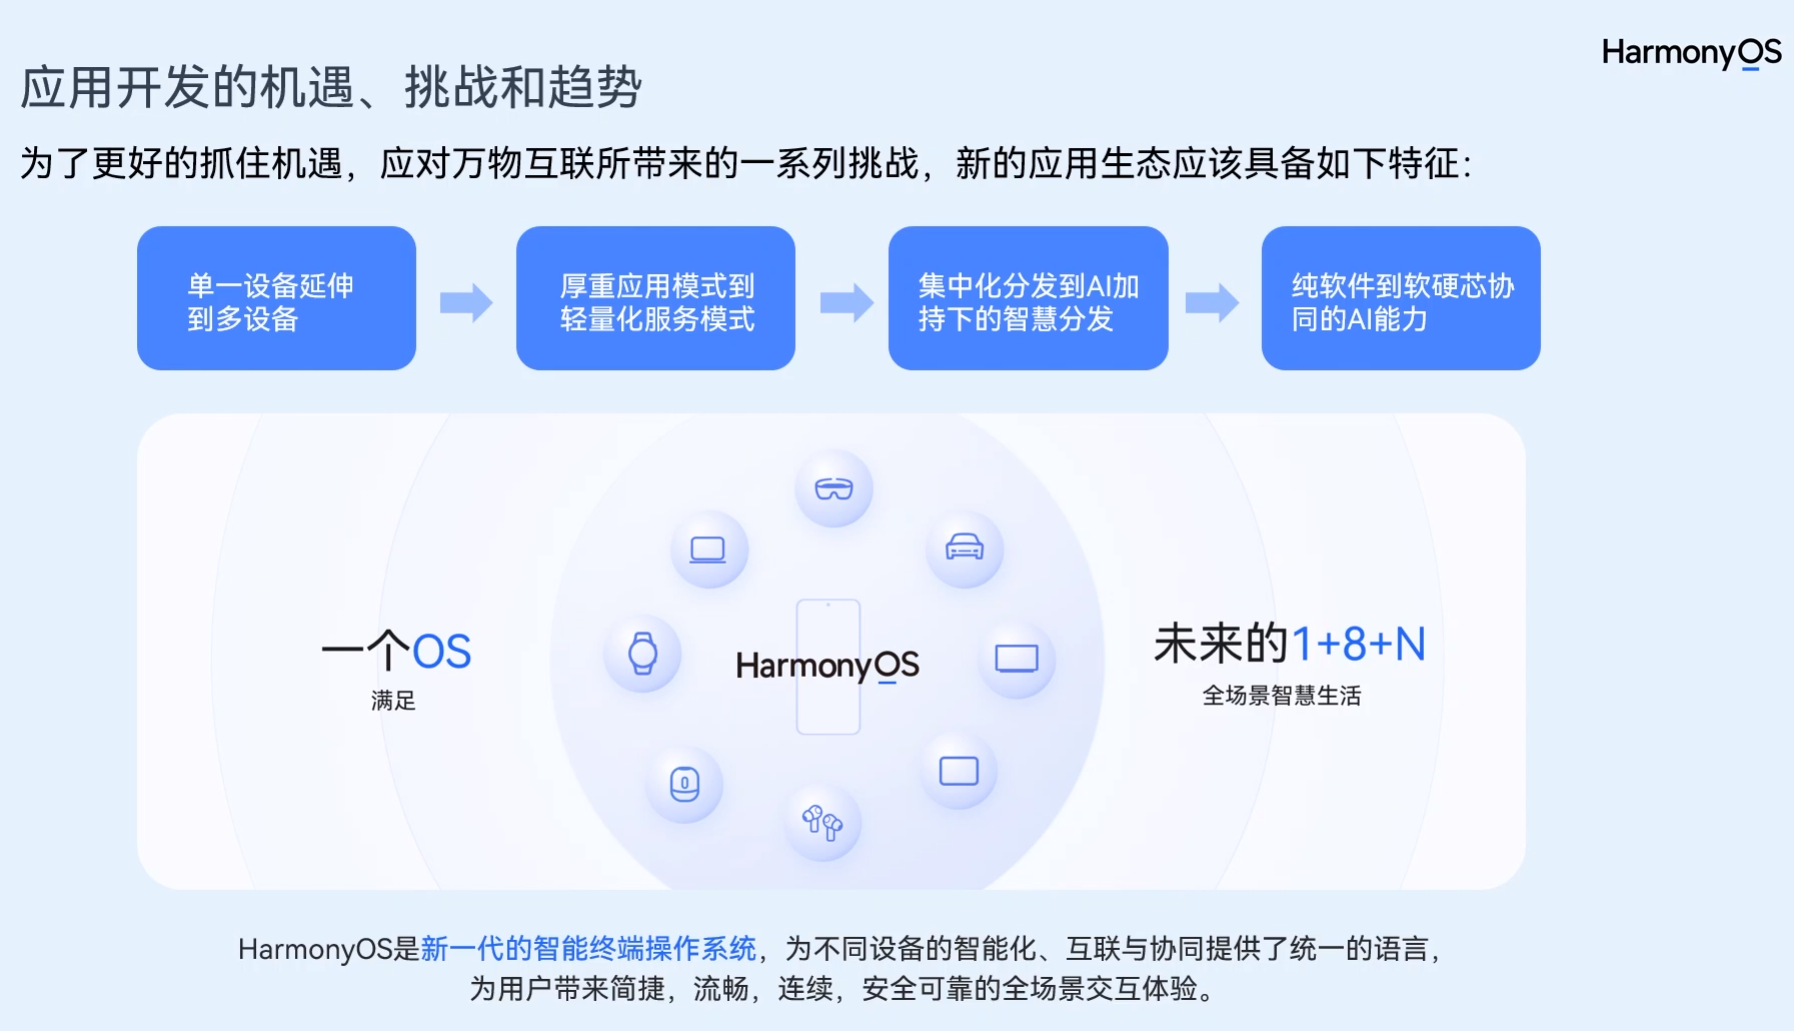 HarmonyOS
应用开发的机遇、挑战和趋势
为了更好的抓住机遇，应对万物互联所带来的一系列挑战，新的应用生态应该具备如下特征：
单一设备延伸
到多设备
厚重应用模式到
轻量化服务模式
集中化分发到AI加
持下的智慧分发
纯软件到软硬芯协
同的AI能力
一个OS
满足
HarmonyOS
未来的1+8+N
全场景智慧生活
HarmonyOS是新一代的智能终端操作系统，为不同设备的智能化、互联与协同提供了统一的语言，
为用户带来简捷，流畅，连续，安全可靠的全场景交互体验。